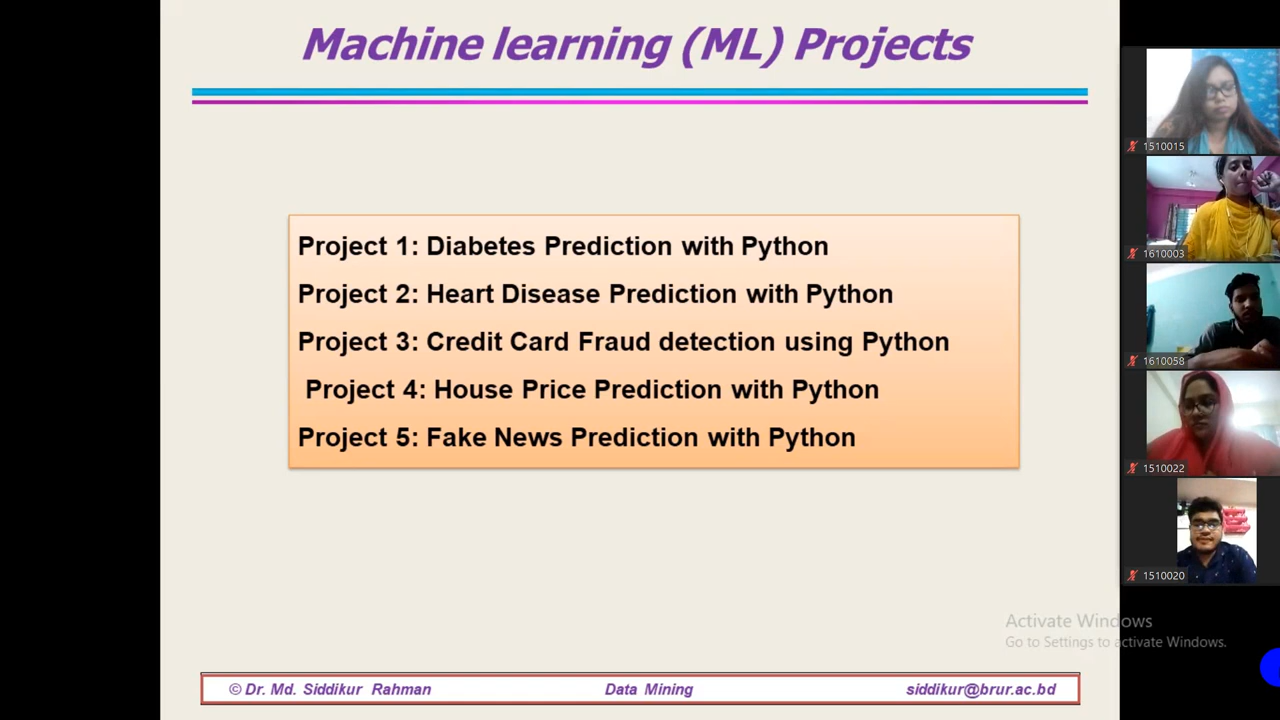 Machine learning (ML) Projects
Project 1: Diabetes Prediction with Python
Project 2: Heart Disease Prediction with Python
Project 3: Credit Card Fraud detection using Python
Project 4: House Price Prediction with Python
Project 5: Fake News Prediction with Python
© Dr. Md. Siddikur Rahman Data Mining siddikur@brur.ac.bd
1510015
1610003
1610058
1510022
1510020
Activate Windows
Go to Settings to activate Windows.